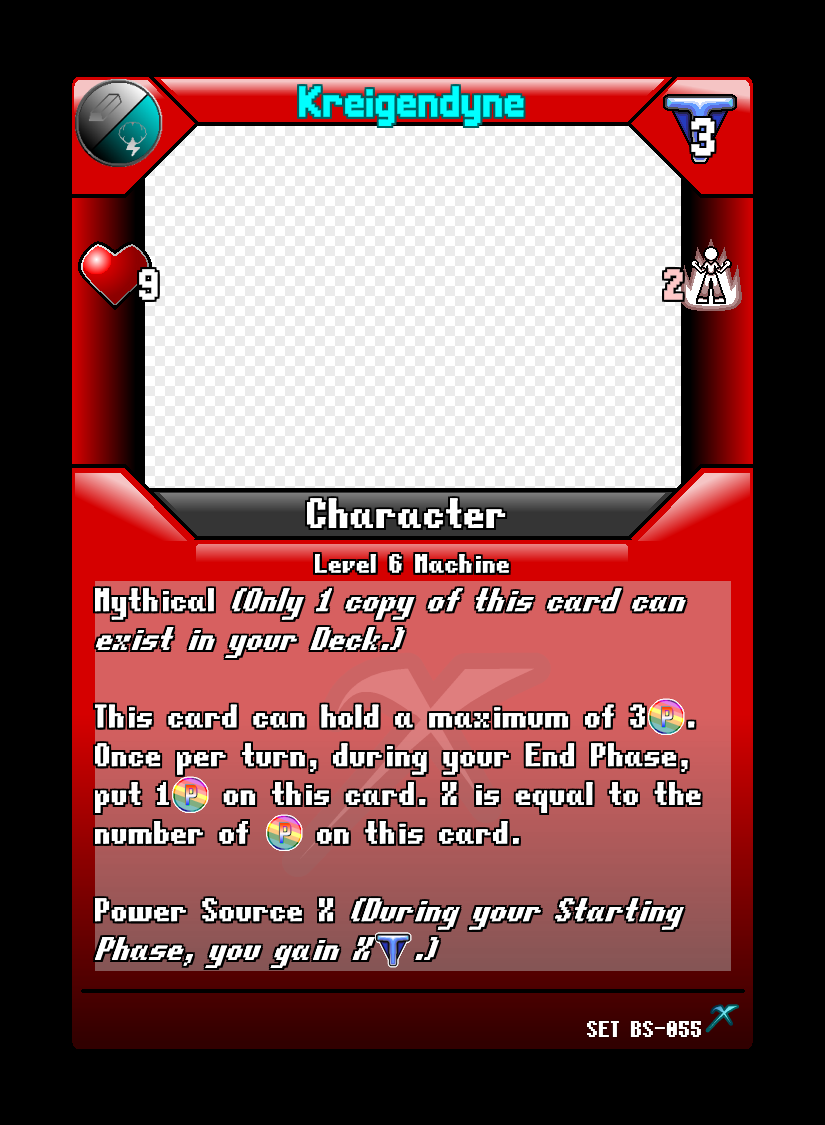 Kreigendyne
3
9
2
Character
Level 6 Machine
Mythical (Only 1 copy of this card can
exist in your Deck.)
This card can hold a maximum of 3 P.
Once per turn, during your End Phase,
put 1 P on this card. X is equal to the
number of P on this card.
Power Source X (During your Starting
Phase, you gain X T.)
SET BS-055